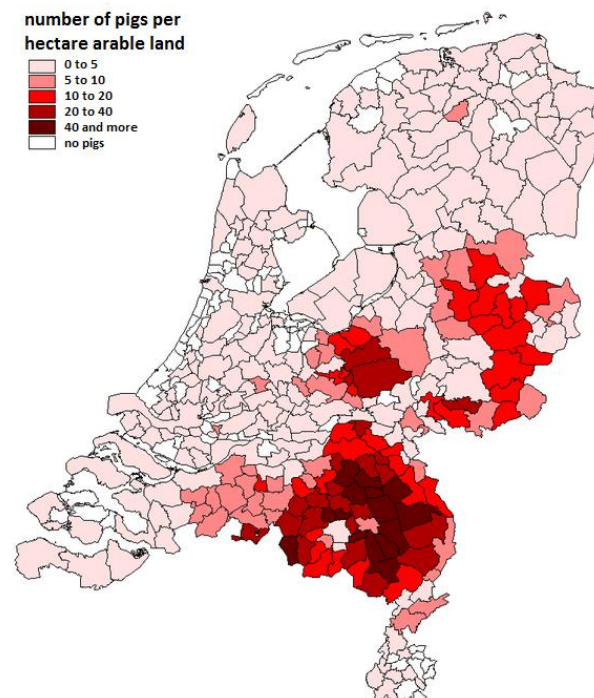 number of pigs per
hectare arable land
0 to 5
5 to 10
10 to 20
20 to 40
40 and more
no pigs